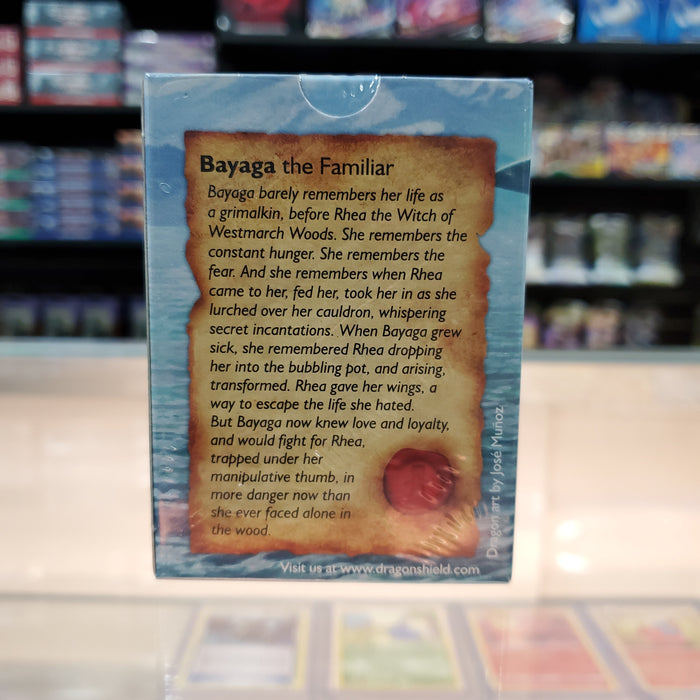 Bayaga the Familiar
Bayaga barely remembers her life as
a grimalkin, before Rhea the Witch of
Westmarch Woods. She remembers the
constant hunger. She remembers the
fear. And she remembers when Rhea
came to her, fed her, took her in as she
lurched over her cauldron, whispering
secret incantations. When Bayaga grew
sick, she remembered Rhea dropping
her into the bubbling pot, and arising,
transformed. Rhea gave her wings, a
way to escape the life she hated.
But Bayaga now knew love and loyalty,
and would fight for Rhea,
trapped under her
manipulative thumb, in
more danger now than
she ever faced alone in
the wood.
Dragon art by José Muñoz
Visit us at www.dragonshield.com